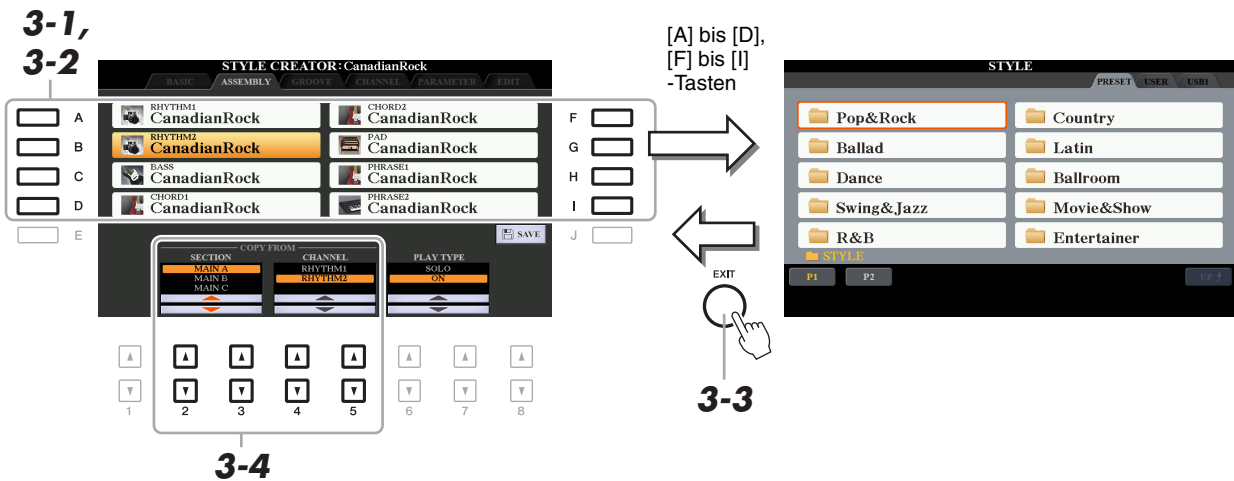 3-1,
3-2
STYLE CREATOR: CanadianRock
BASIC ASSEMBLY GROOVE CHANNEL PARAMETER EDIT
A
RHYTHM1
CanadianRock
CHORD2
CanadianRock
F
B
RHYTHM2
CanadianRock
PAD
CanadianRock
G
C
BASS
CanadianRock
PHRASE1
CanadianRock
H
D
CHORD1
CanadianRock
PHRASE2
CanadianRock
I
E
SAVE
J
COPY FROM
SECTION CHANNEL PLAY TYPE
MAIN A RHYTHM1 SOLO
MAIN B RHYTHM2 ON
MAIN C
1 2 3 4 5 6 7 8
3-4
[A] bis [D],
[F] bis [I]
-Tasten
EXIT
3-3
STYLE
PRESET USER USB1
Pop&Rock Country
Ballad Latin
Dance Ballroom
Swing&Jazz Movie&Show
R&B Entertainer
STYLE
P1 P2 UP